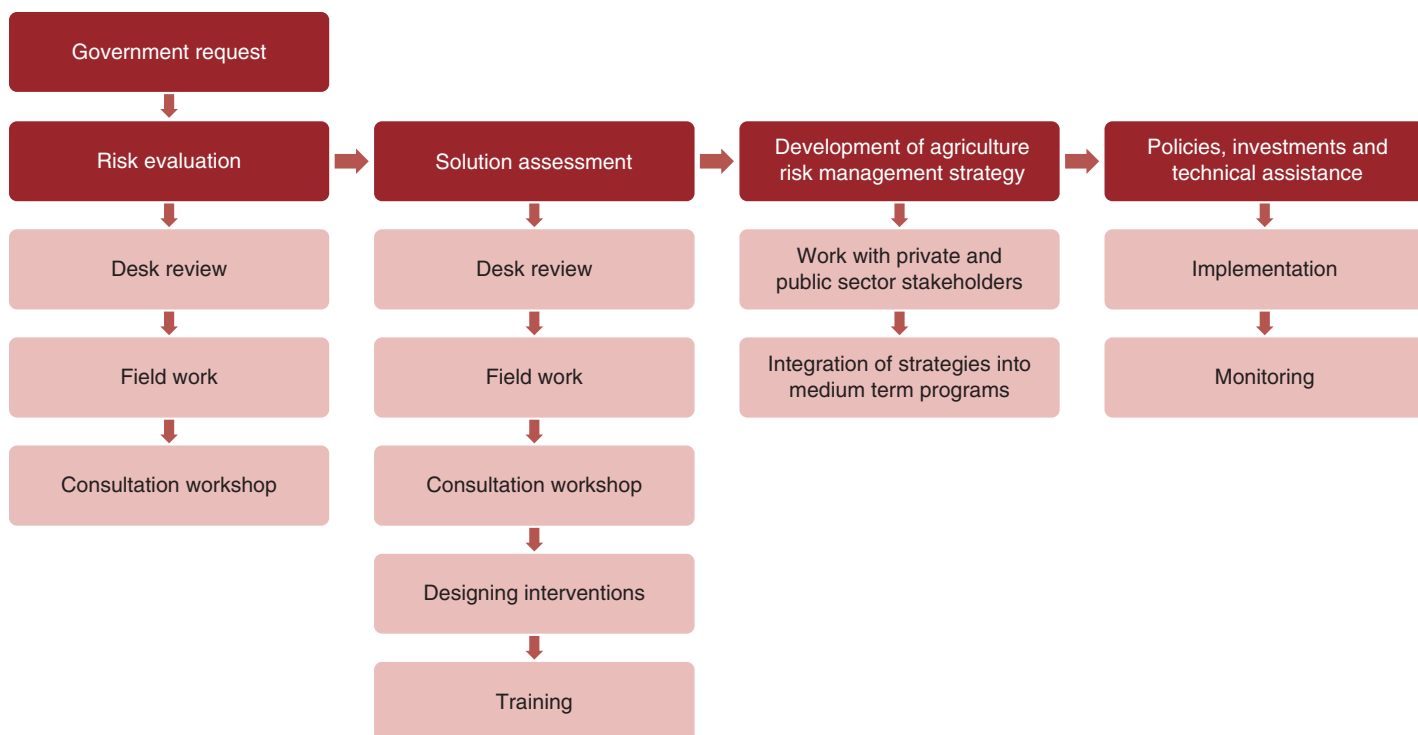 Government request
Risk evaluation
Desk review
Field work
Consultation workshop
Solution assessment
Desk review
Field work
Consultation workshop
Designing interventions
Training
Development of agriculture
risk management strategy
Work with private and
public sector stakeholders
Integration of strategies into
medium term programs
Policies, investments and
technical assistance
Implementation
Monitoring